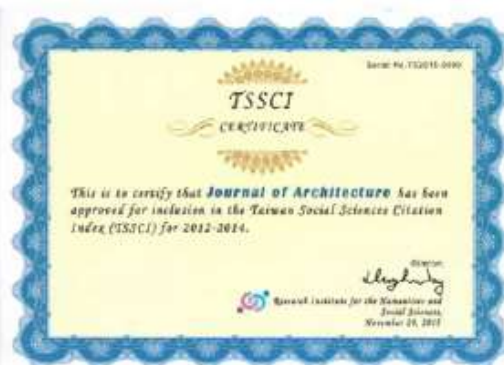 TSSCI
CERTIFICATE
This is to certify that Journal of Architecture has been
approved for inclusion in the Taiwan Social Sciences Citation
Index (TSSCI) for 2012-2014.
Director
Research Institute for the Humanities and
Social Sciences,